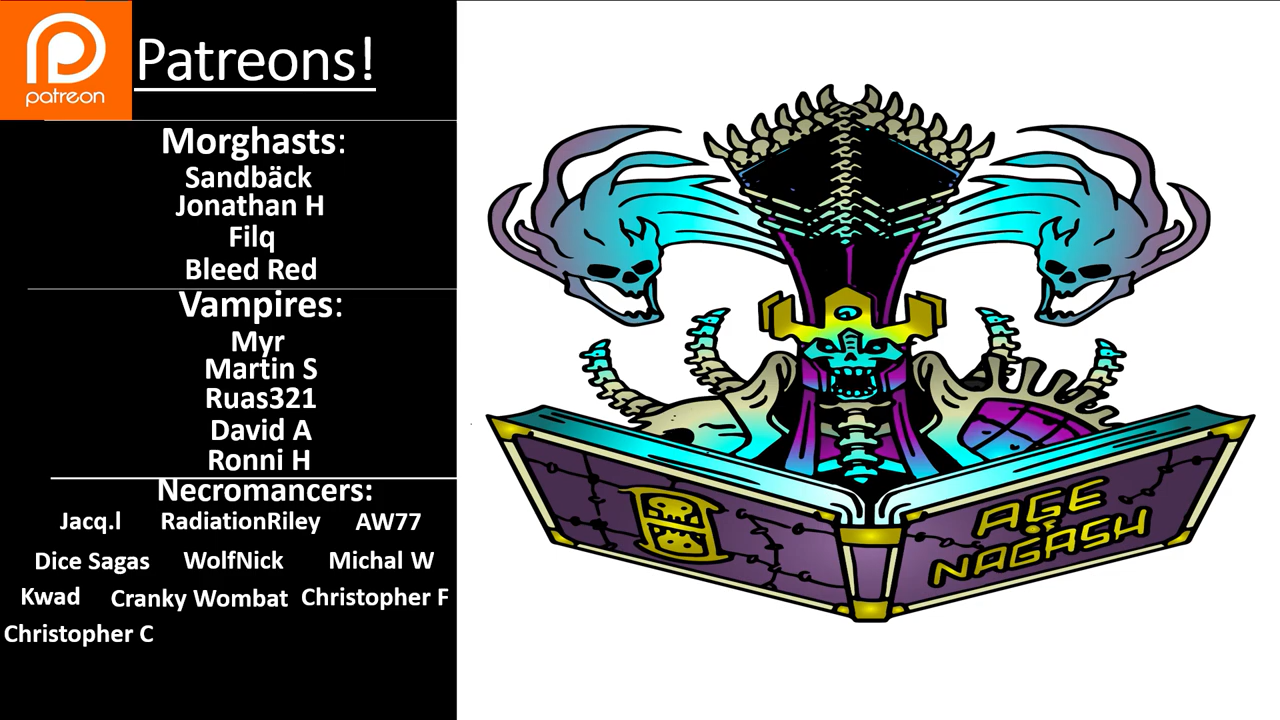 patreon
Patreons!
Morghasts:
Sandbäck
Jonathan H
Filq
Bleed Red
Vampires:
Myr
Martin S
Ruas321
David A
Ronni H
Necromancers:
Jacq.l RadiationRiley AW77
Dice Sagas WolfNick Michal W
Kwad Cranky Wombat Christopher F
Christopher C
AGE
OF
NAGASH